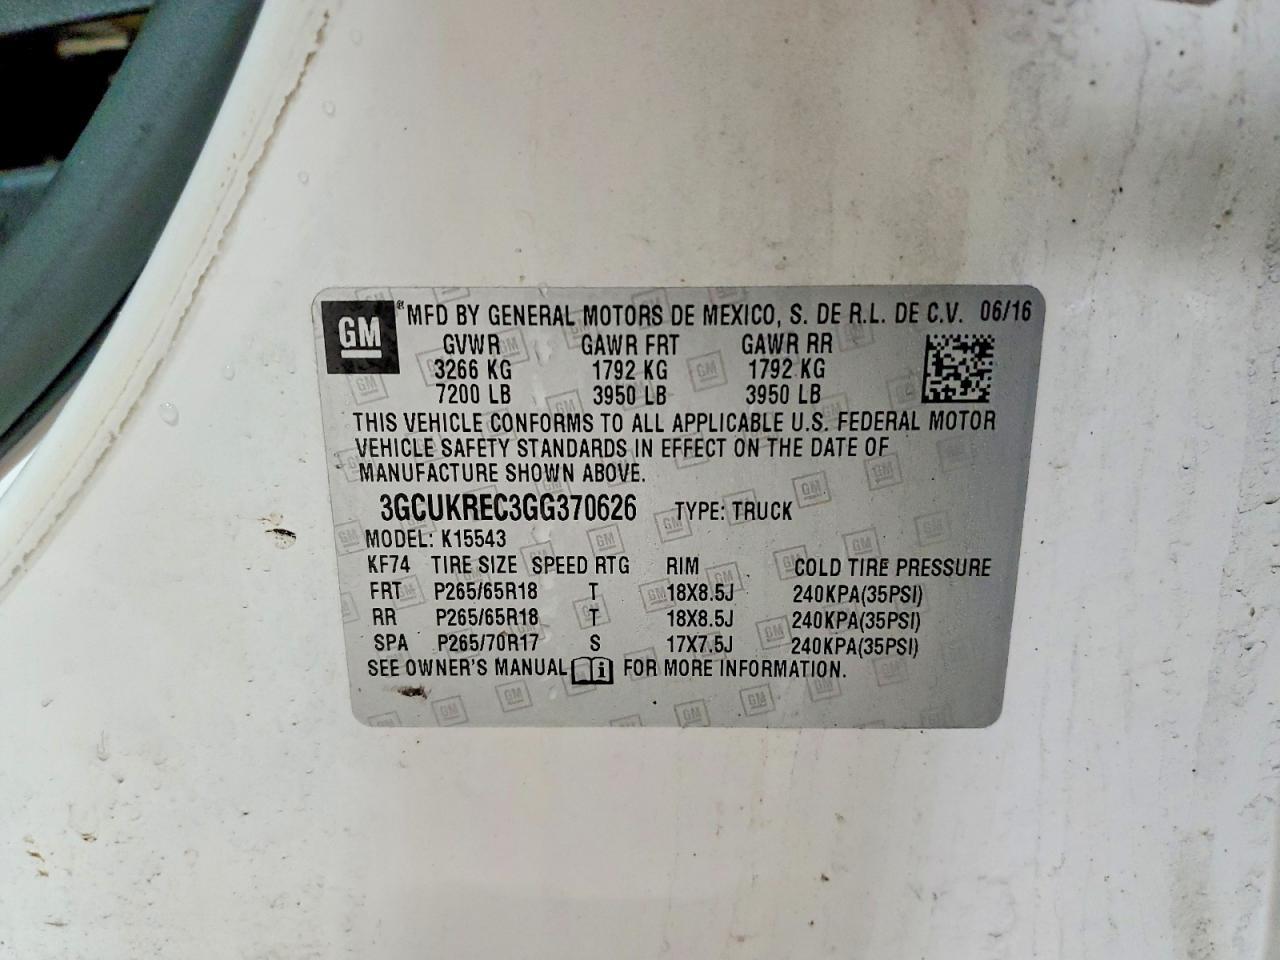 GM ® MFD BY GENERAL MOTORS DE MEXICO, S. DE R.L. DE C.V. 06/16
GVWR GAWR FRT GAWR RR
3266 KG 1792 KG 1792 KG
7200 LB 3950 LB 3950 LB
THIS VEHICLE CONFORMS TO ALL APPLICABLE U.S. FEDERAL MOTOR
VEHICLE SAFETY STANDARDS IN EFFECT ON THE DATE OF
MANUFACTURE SHOWN ABOVE.
3GCUKREC3GG370626 TYPE: TRUCK
MODEL: K15543
KF74 TIRE SIZE SPEED RTG RIM COLD TIRE PRESSURE
FRT P265/65R18 T 18X8.5J 240KPA(35PSI)
RR P265/65R18 T 18X8.5J 240KPA(35PSI)
SPA P265/70R17 S 17X7.5J 240KPA(35PSI)
SEE OWNER'S MANUAL i FOR MORE INFORMATION.